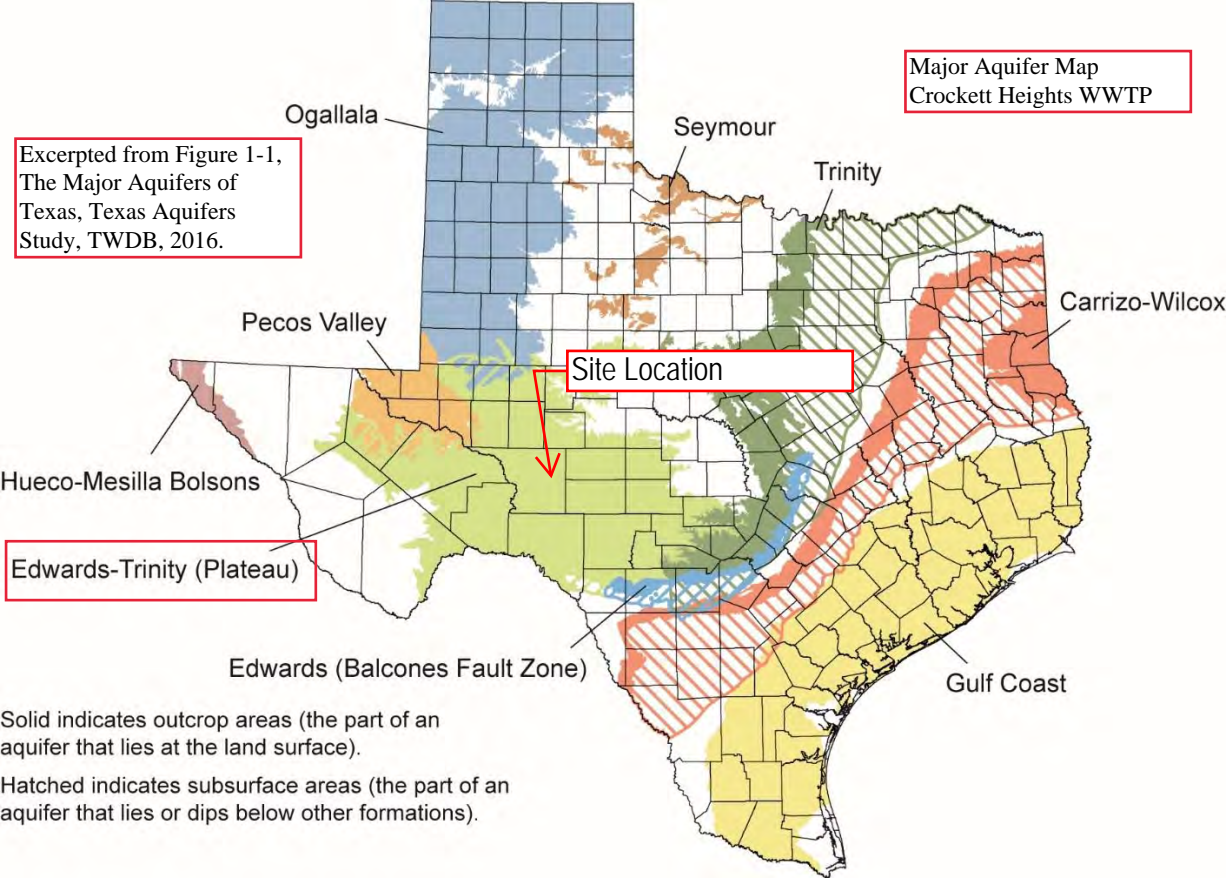 Major Aquifer Map
Crockett Heights WWTP
Excerpted from Figure 1-1,
The Major Aquifers of
Texas, Texas Aquifers
Study, TWDB, 2016.
Ogallala
Seymour
Trinity
Carrizo-Wilcox
Pecos Valley
Site Location
Hueco-Mesilla Bolsons
Edwards-Trinity (Plateau)
Edwards (Balcones Fault Zone)
Gulf Coast
Solid indicates outcrop areas (the part of an
aquifer that lies at the land surface).
Hatched indicates subsurface areas (the part of an
aquifer that lies or dips below other formations).